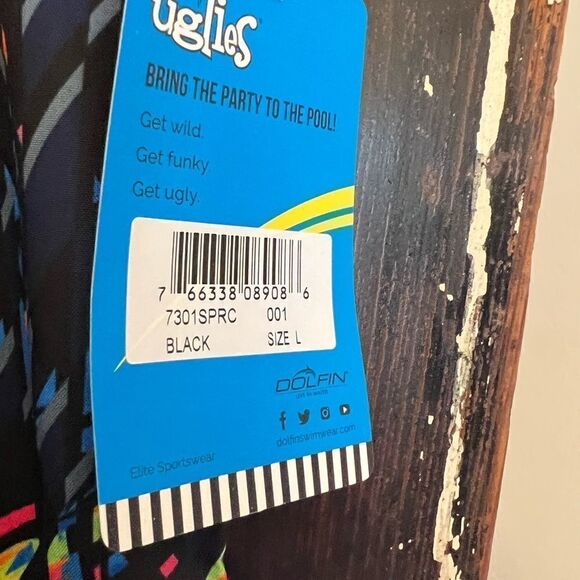 uglies
BRING THE PARTY TO THE POOL!
Get wild.
Get funky.
Get ugly.
7 66338 08908 6
7301SPRC 001
BLACK SIZE L
DOLFIN
dolfinswimwear.com
Elite Sportswear